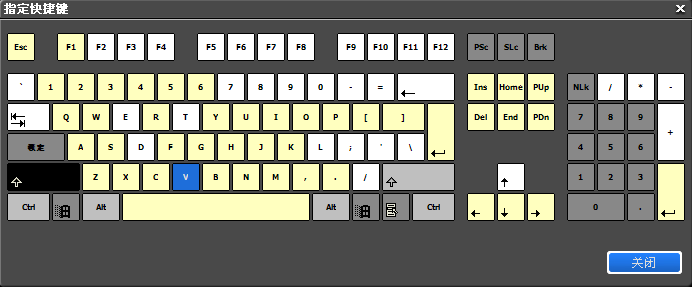 指定快捷键
Esc F1 F2 F3 F4 F5 F6 F7 F8 F9 F10 F11 F12 PSc SLc Brk
` 1 2 3 4 5 6 7 8 9 0 - = Ins Home PUp NLk / * -
Q W E R T Y U I O P [ ] Del End PDn 7 8 9 +
锁定 A S D F G H J K L ; ' \ 4 5 6
Z X C V B N M , . / 1 2 3
Ctrl Alt Alt Ctrl 0 .
关闭